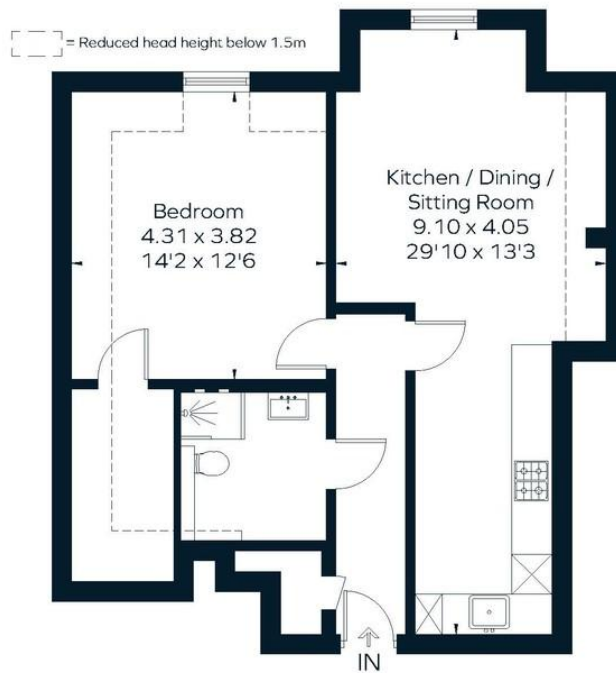 = Reduced head height below 1.5m
Bedroom
4.31 x 3.82
14'2 x 12'6
Kitchen / Dining /
Sitting Room
9.10 x 4.05
29'10 x 13'3
IN